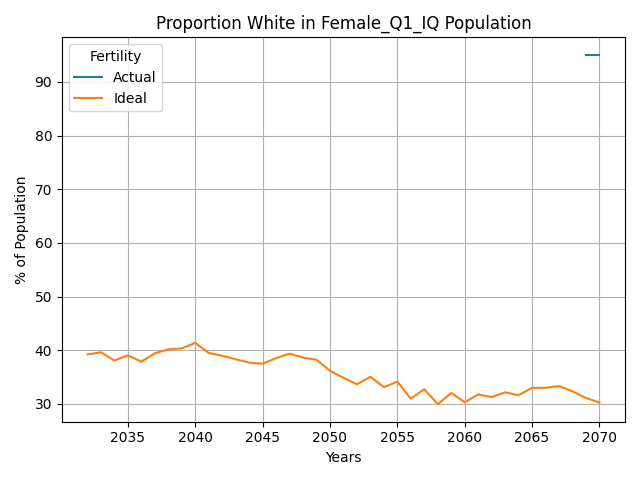 Proportion White in Female_Q1_IQ Population
Fertility
Actual
Ideal
% of Population
90
80
70
60
50
40
30
2035 2040 2045 2050 2055 2060 2065 2070
Years